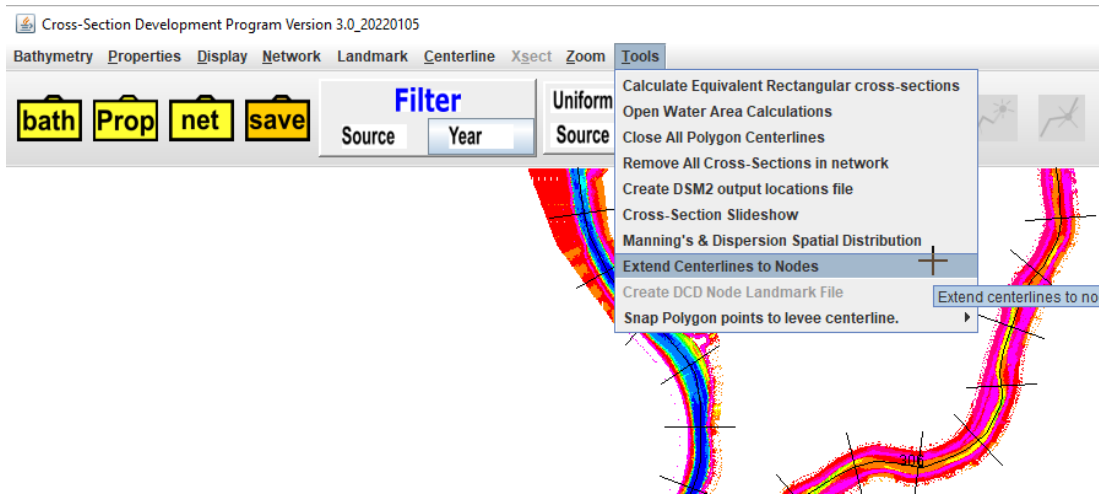 Cross-Section Development Program Version 3.0_20220105
Bathymetry Properties Display Network Landmark Centerline Xsect Zoom Tools
bath Prop net save
Filter
Source Year
Uniform
Source
Calculate Equivalent Rectangular cross-sections
Open Water Area Calculations
Close All Polygon Centerlines
Remove All Cross-Sections in network
Create DSM2 output locations file
Cross-Section Slideshow
Manning's & Dispersion Spatial Distribution
Extend Centerlines to Nodes
Create DCD Node Landmark File
Extend centerlines to no
Snap Polygon points to levee centerline.
306